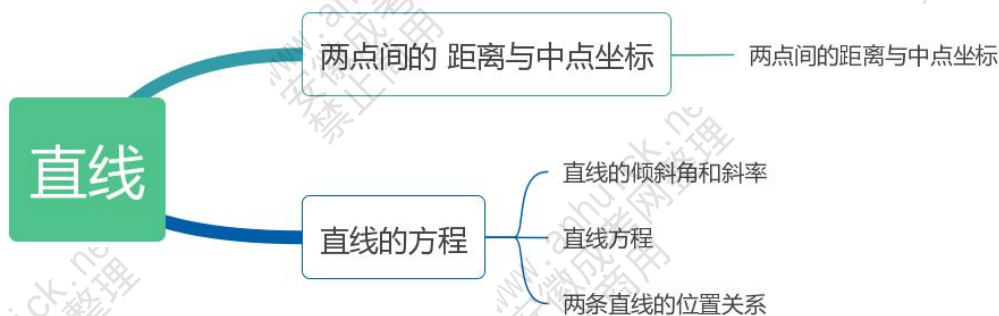 两点间的 距离与中点坐标
两点间的距离与中点坐标
直线
直线的方程
直线的倾斜角和斜率
直线方程
两条直线的位置关系